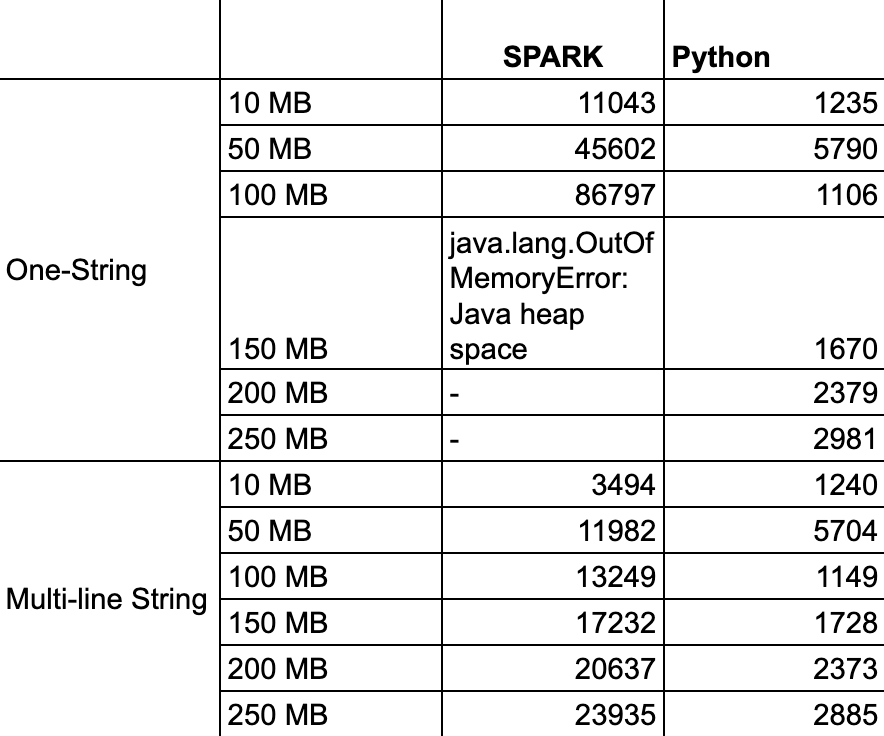 SPARK Python
10 MB 11043 1235
50 MB 45602 5790
100 MB 86797 1106
One-String
java.lang.OutOf
MemoryError:
Java heap
150 MB space 1670
200 MB - 2379
250 MB - 2981
10 MB 3494 1240
50 MB 11982 5704
100 MB 13249 1149
Multi-line String
150 MB 17232 1728
200 MB 20637 2373
250 MB 23935 2885